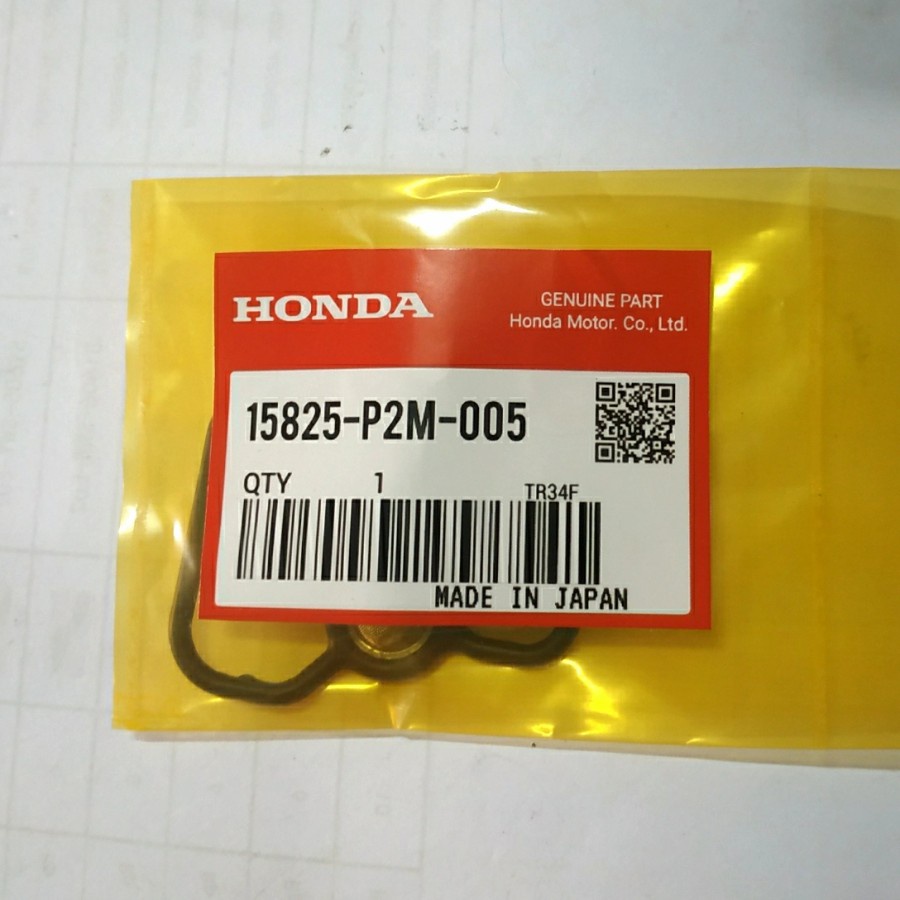 HONDA
GENUINE PART
Honda Motor. Co., Ltd.
15825-P2M-005
QTY 1
TR34F
MADE IN JAPAN